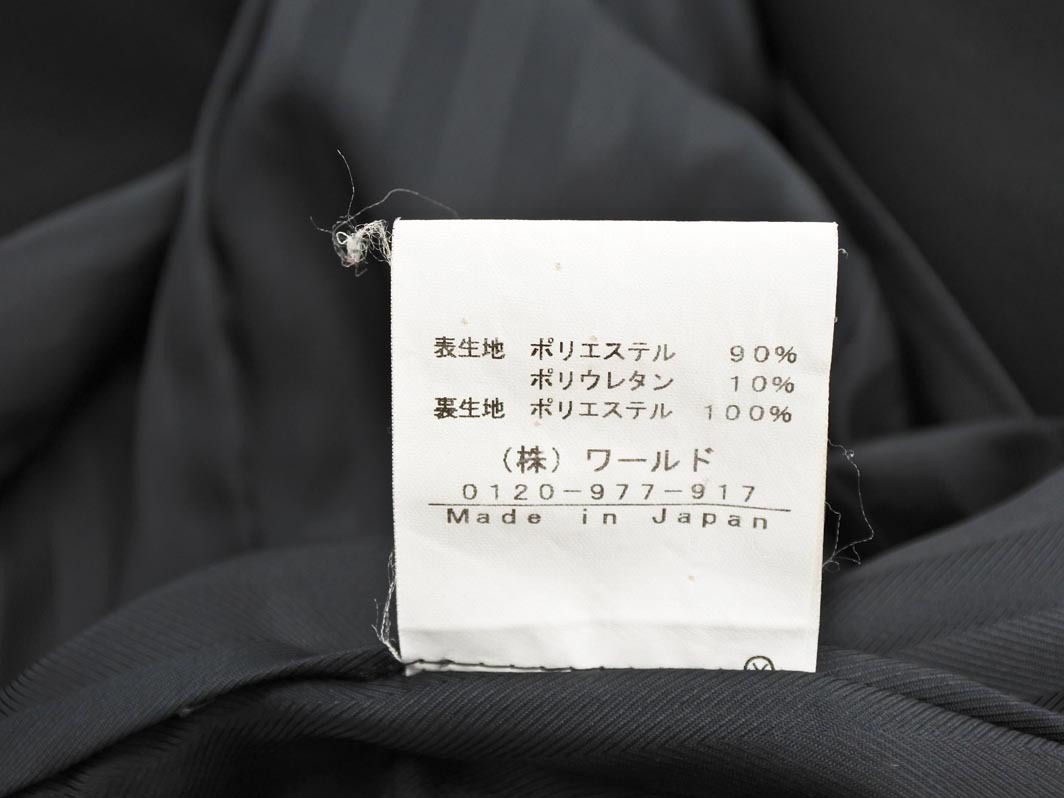 表生地 ポリエステル 90%
ポリウレタン 10%
裏生地 ポリエステル 100%
(株)ワールド
0120-977-917
Made in Japan